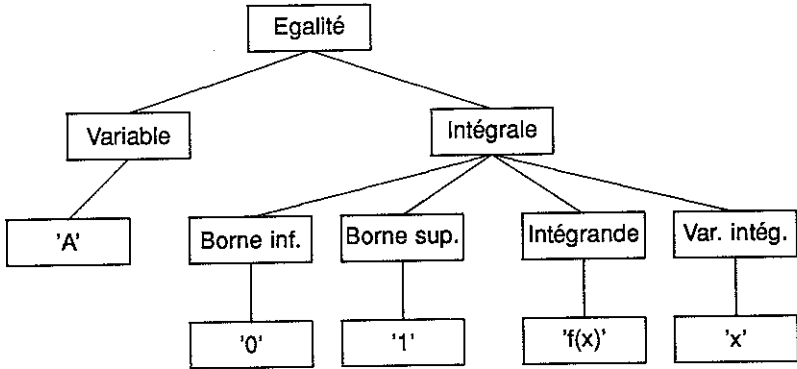 Egalité
Variable
Intégrale
'A'
Borne inf.
Borne sup.
Intégrande
Var. intég.
'0'
'1'
'f(x)'
'x'